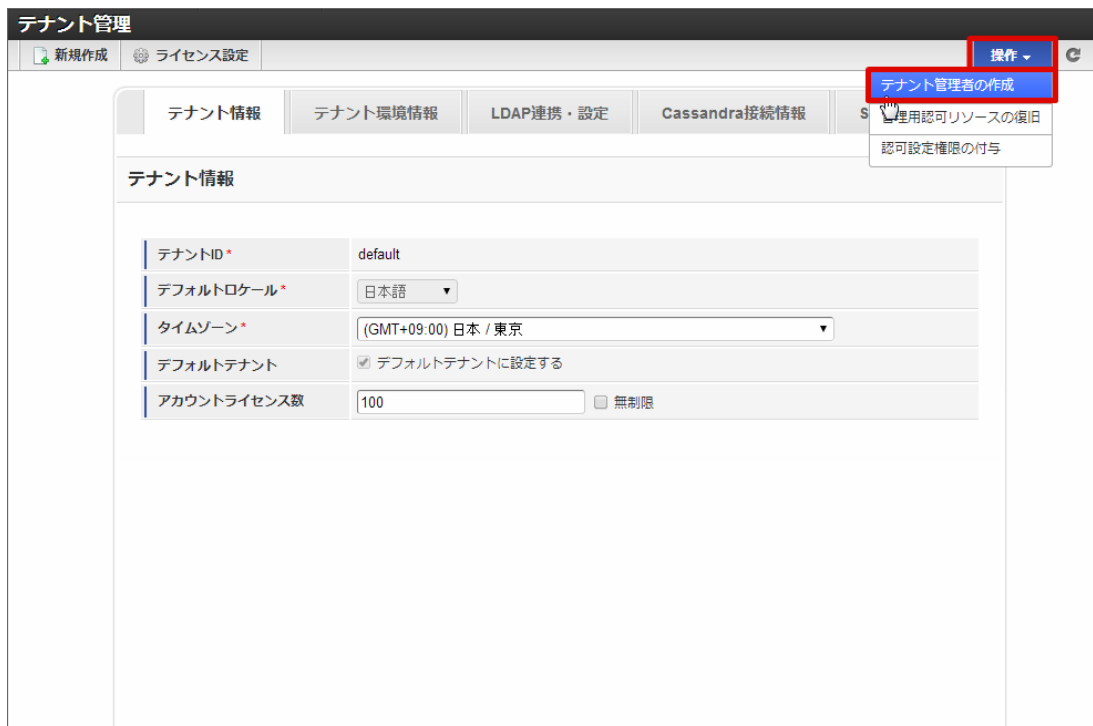 テナント管理
新規作成 ライセンス設定 操作
テナント管理者の作成
管理用認可リソースの復旧
認可設定権限の付与
テナント情報 テナント環境情報 LDAP連携・設定 Cassandra接続情報 S
テナント情報
テナントID * default
デフォルトロケール * 日本語
タイムゾーン * (GMT+09:00) 日本 / 東京
デフォルトテナント デフォルトテナントに設定する
アカウントライセンス数 100 無制限